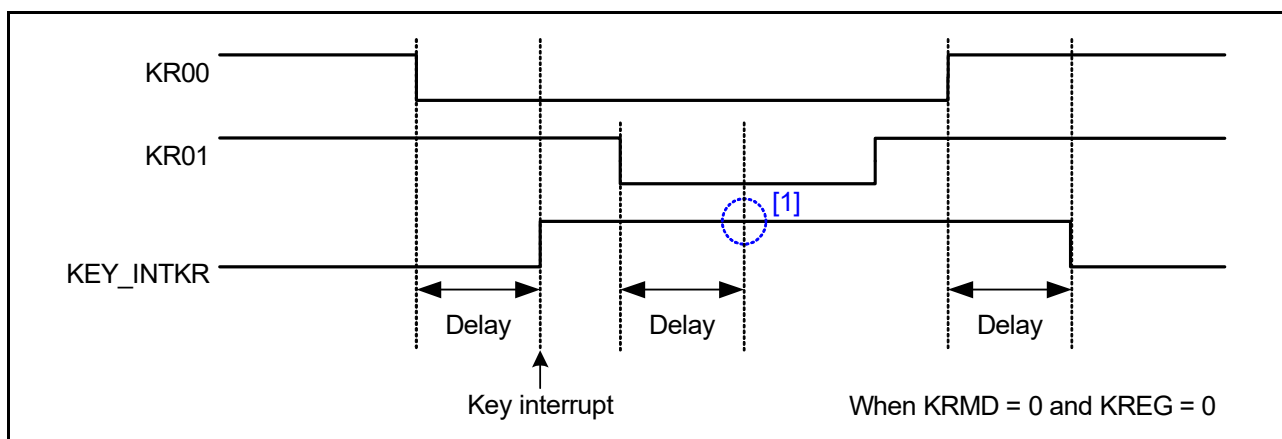 KR00
KR01
[1]
KEY_INTKR
Delay Delay Delay
Key interrupt When KRMD = 0 and KREG = 0